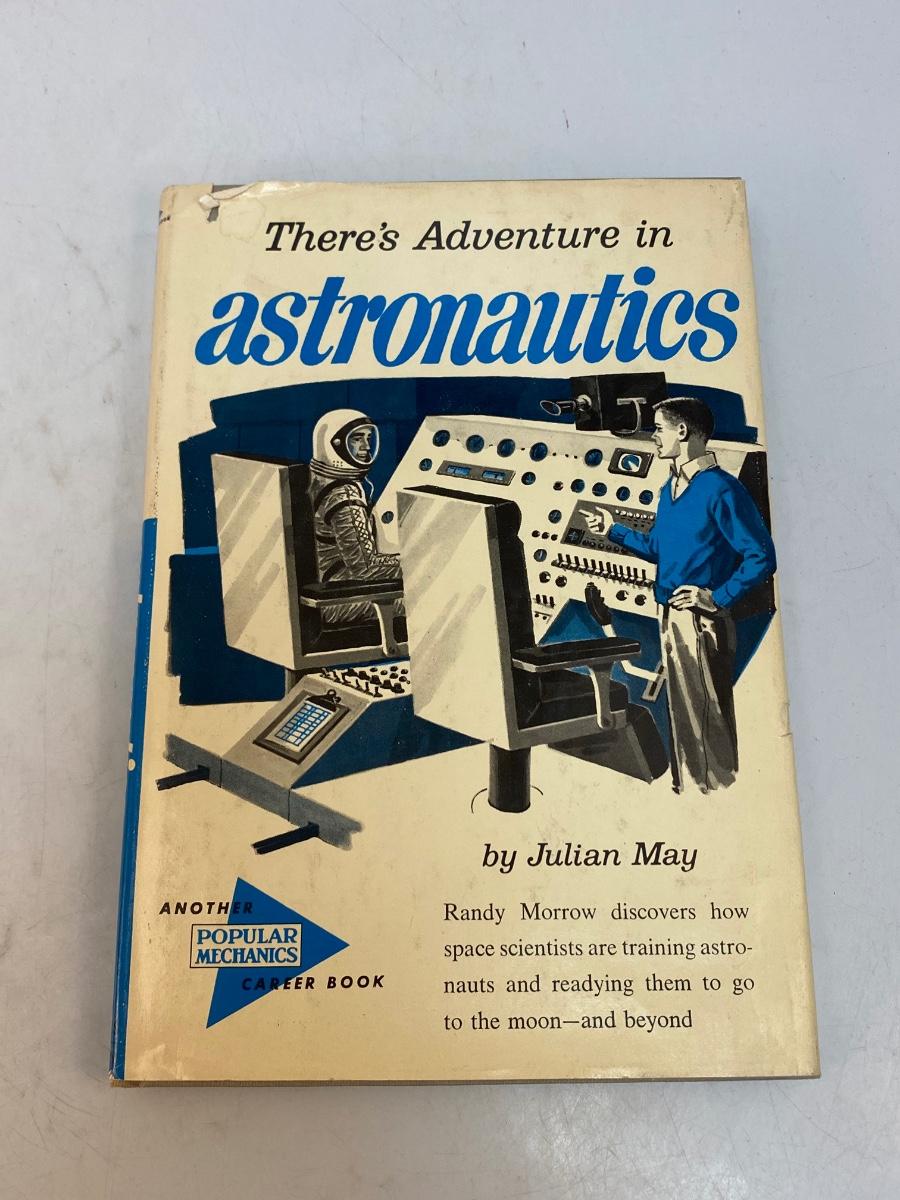 There's Adventure in
astronautics
by Julian May
ANOTHER
POPULAR
MECHANICS
CAREER BOOK
Randy Morrow discovers how
space scientists are training astro-
nauts and readying them to go
to the moon—and beyond